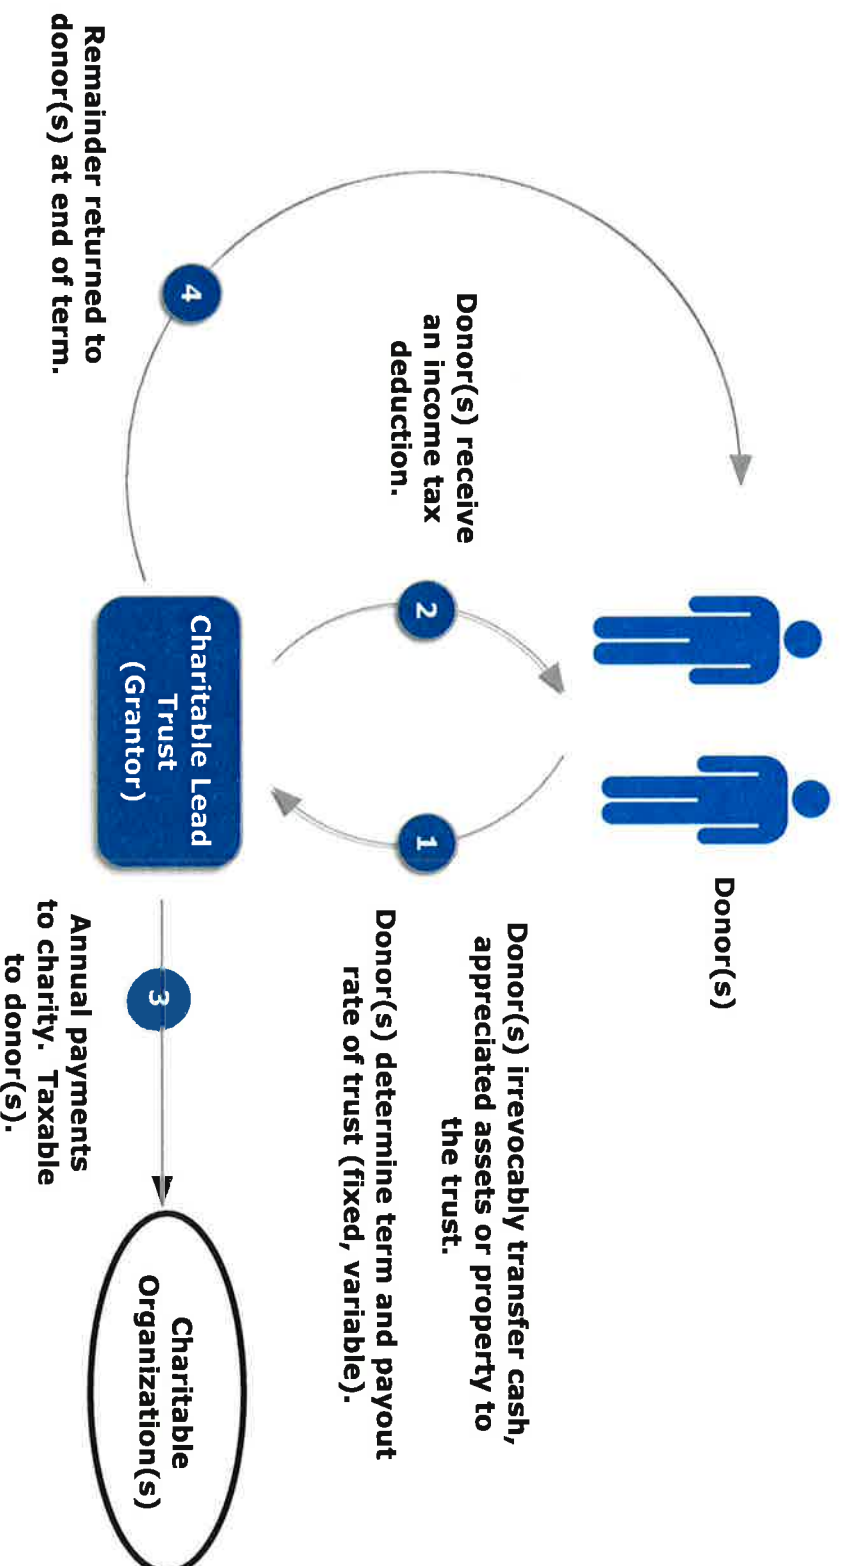 Donor(s)
Donor(s) irrevocably transfer cash,
appreciated assets or property to
the trust.
Donor(s) determine term and payout
rate of trust (fixed, variable).
1
Donor(s) receive
an income tax
deduction.
2
Charitable Lead
Trust
(Grantor)
3
Annual payments
to charity.  Taxable
to donor(s).
Charitable
Organization(s)
4
Remainder returned to
donor(s) at end of term.